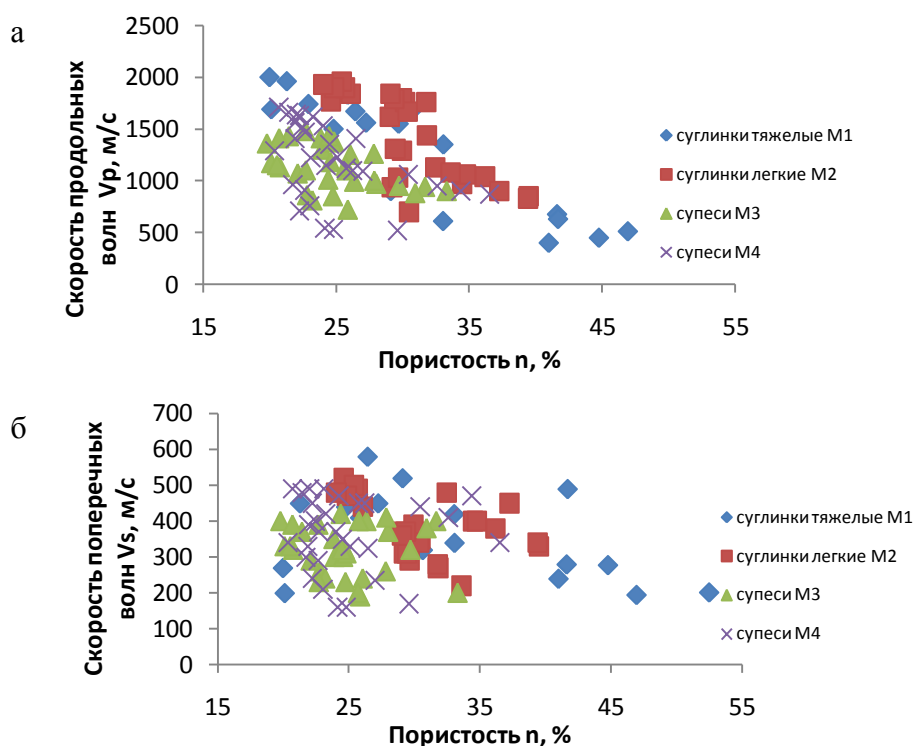 а
Скорость продольных
волн Vp, м/с
2500
2000
1500
1000
500
0
15 25 35 45 55
Пористость n, %
суглинки тяжелые М1
суглинки легкие М2
супеси М3
супеси М4
б
Скорость поперечных
волн Vs, м/с
700
600
500
400
300
200
100
0
15 25 35 45 55
Пористость n, %
суглинки тяжелые М1
суглинки легкие М2
супеси М3
супеси М4